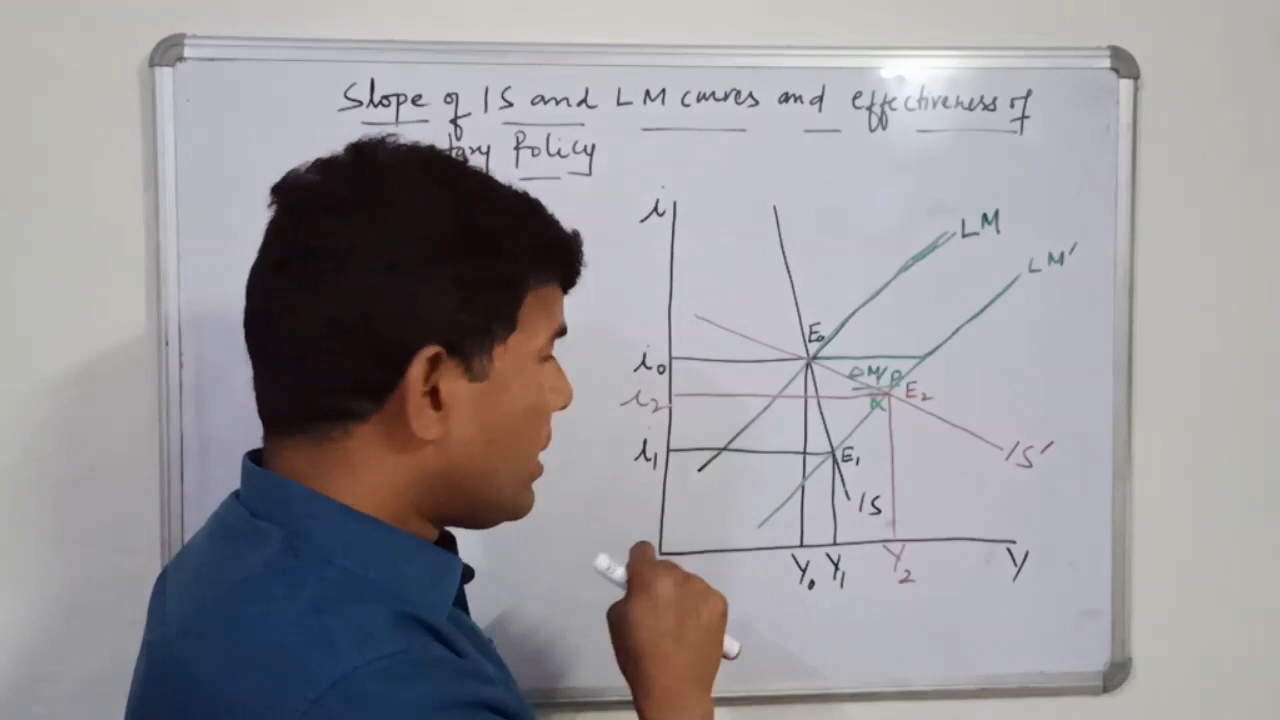 Slope of IS and LM curves and effectiveness of
Policy
i
LM
LM'
E₀
i₀
ΔM/P
E₂
i₂
α
i₁
E₁
IS'
IS
Y₀ Y₁ Y₂ Y